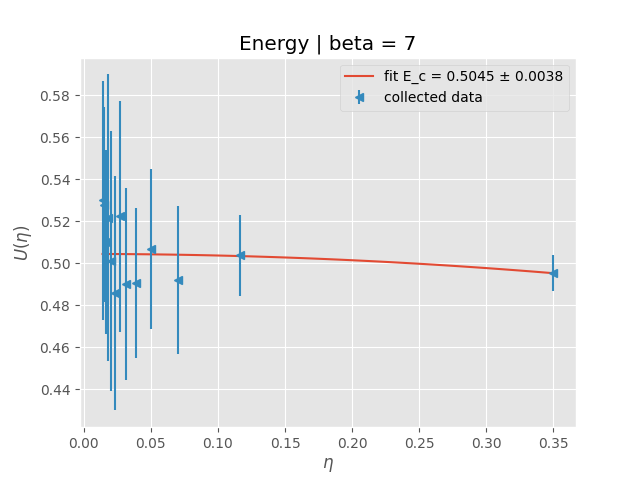 Energy | beta = 7
fit E_c = 0.5045 ± 0.0038
collected data
U(η)
0.58
0.56
0.54
0.52
0.50
0.48
0.46
0.44
0.00 0.05 0.10 0.15 0.20 0.25 0.30 0.35
η